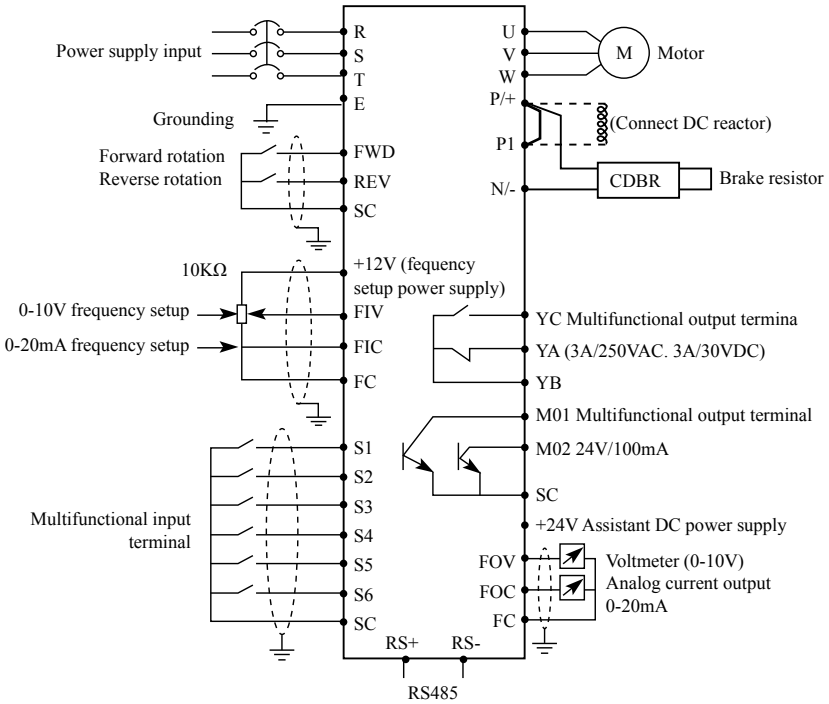 Power supply input
R
S
T
E
Grounding
Forward rotation
Reverse rotation
FWD
REV
SC
10KΩ
+12V (fequency
setup power supply)
0-10V frequency setup
FIV
0-20mA frequency setup
FIC
FC
Multifunctional input
terminal
S1
S2
S3
S4
S5
S6
SC
U
V
W
M
Motor
P/+
P1
(Connect DC reactor)
N/-
CDBR
Brake resistor
YC Multifunctional output termina
YA (3A/250VAC. 3A/30VDC)
YB
M01 Multifunctional output terminal
M02 24V/100mA
SC
+24V Assistant DC power supply
FOV
Voltmeter (0-10V)
FOC
Analog current output
0-20mA
FC
RS+
RS-
RS485